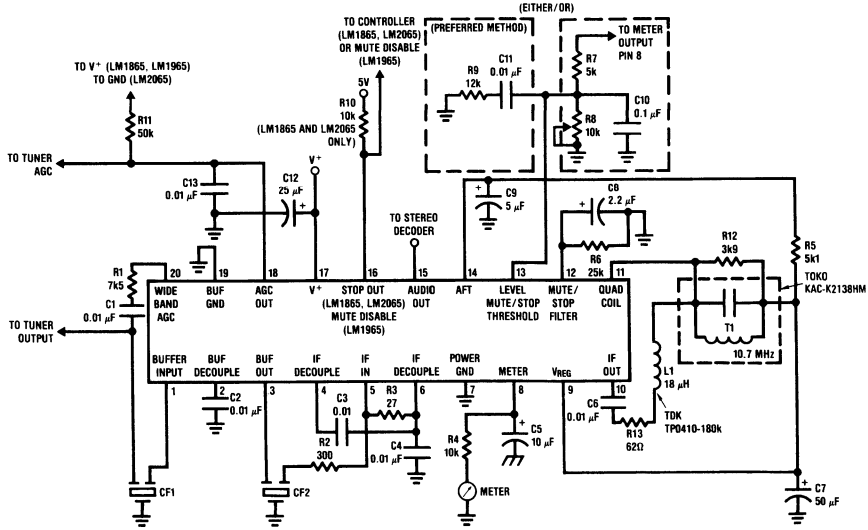 (EITHER/OR)
TO CONTROLLER
(LM1865, LM2065)
OR MUTE DISABLE
(LM1965)
(PREFERRED METHOD)
C11
0.01 μF
R9
12k
TO METER
OUTPUT
PIN 8
R7
5k
R8
10k
C10
0.1 μF
TO V+ (LM1865, LM1965)
TO GND (LM2065)
5V
R10
10k
(LM1865 AND LM2065
ONLY)
R11
50k
TO TUNER
AGC
C13
0.01 μF
C12
25 μF
+
V+
TO STEREO
DECODER
+
C9
5 μF
C8
+
2.2 μF
R6
25k
R12
3k9
R5
5k1
TOKO
KAC-K2138HM
T1
10.7 MHz
R1
7k5
C1
0.01 μF
TO TUNER
OUTPUT
20
19
18
17
16
15
14
13
12
11
WIDE
BAND
AGC
BUF
GND
AGC
OUT
V+
STOP OUT
(LM1865, LM2065)
MUTE DISABLE
(LM1965)
AUDIO
OUT
AFT
LEVEL
MUTE/STOP
THRESHOLD
MUTE/
STOP
FILTER
QUAD
COIL
BUFFER
INPUT
BUF
DECOUPLE
BUF
OUT
IF
DECOUPLE
IF
IN
IF
DECOUPLE
POWER
GND
METER
VREG
IF
OUT
1
2
3
4
5
6
7
8
9
10
C2
0.01 μF
C3
0.01
R3
27
R2
300
C4
0.01 μF
R4
10k
+
C5
10 μF
METER
C6
0.01 μF
R13
62Ω
L1
18 μH
TDK
TP0410-180k
CF1
CF2
+
C7
50 μF